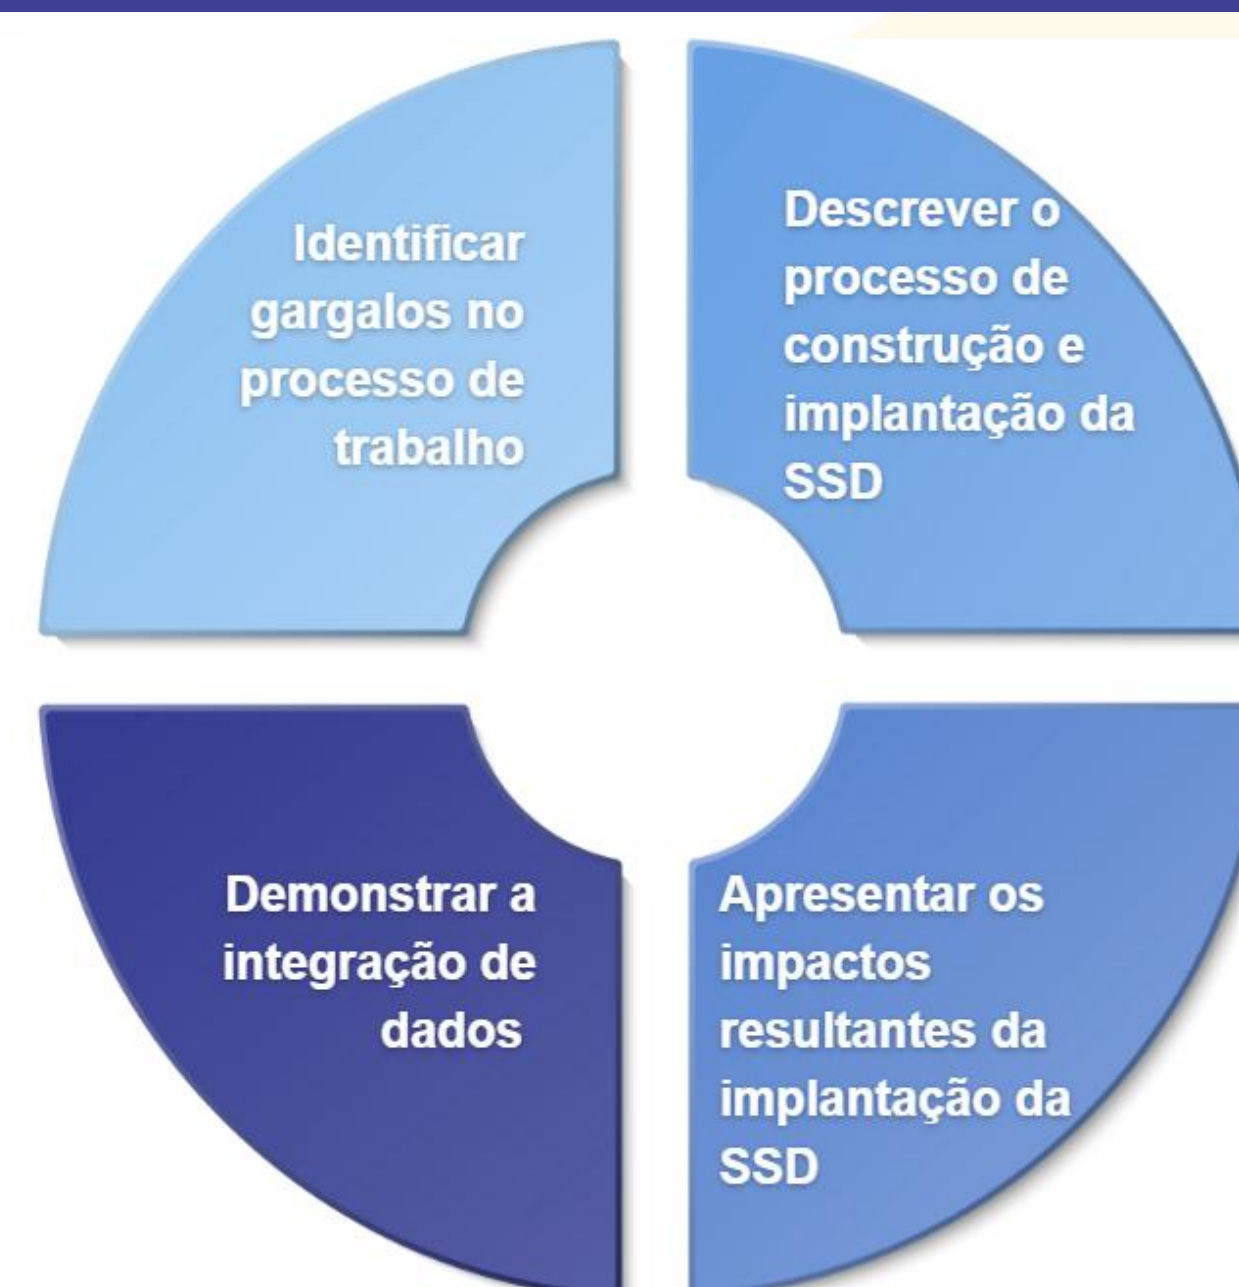 Identificar
gargalos no
processo de
trabalho
Descrever o
processo de
construção e
implantação da
SSD
Demonstrar a
integração de
dados
Apresentar os
impactos
resultantes da
implantação da
SSD